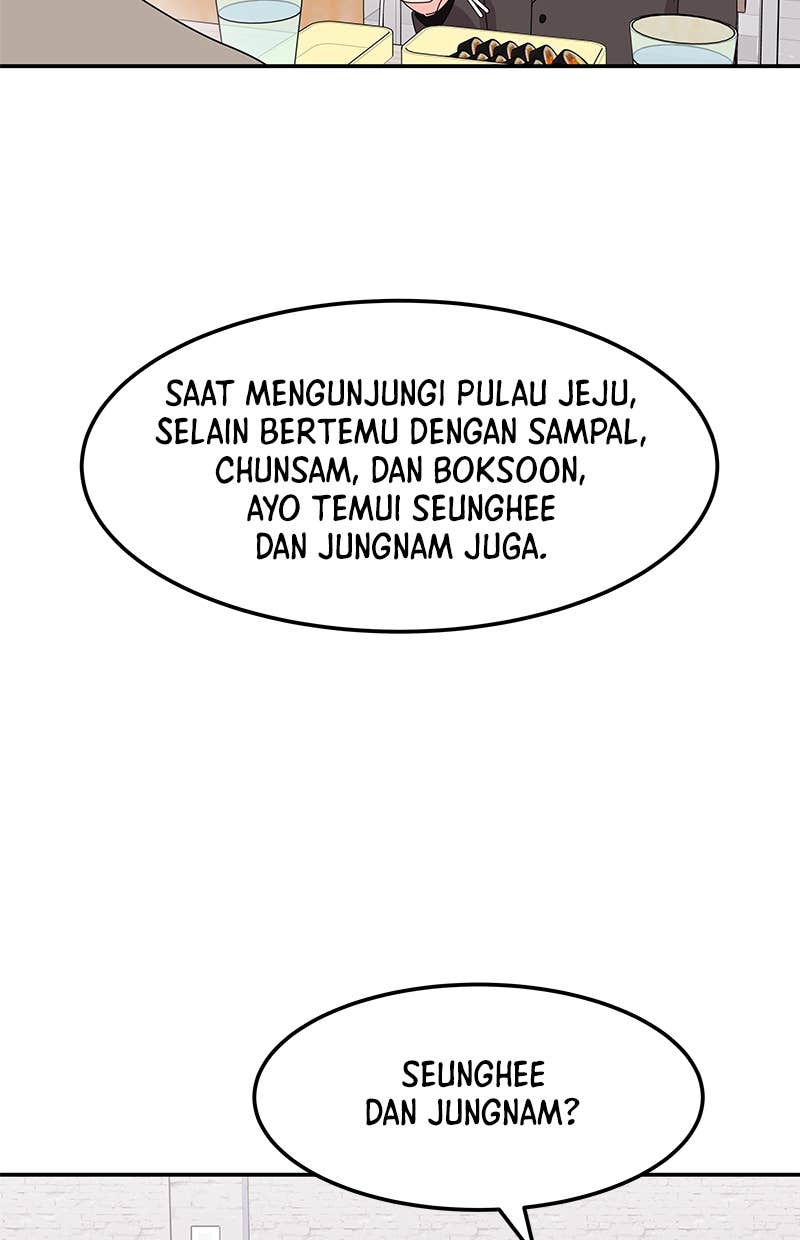 SAAT MENGUNJUNGI PULAU JEJU,
SELAIN BERTEMU DENGAN SAMPAL,
CHUNSAM, DAN BOKSOON,
AYO TEMUI SEUNGHEE
DAN JUNGNAM JUGA.
SEUNGHEE
DAN JUNGNAM?